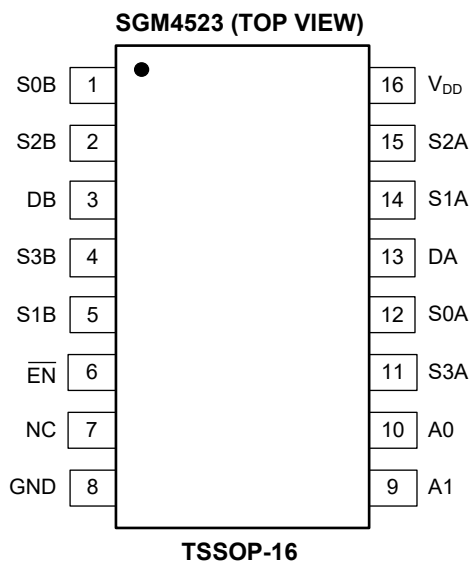 SGM4523 (TOP VIEW)
S0B 1 16 VDD
S2B 2 15 S2A
DB 3 14 S1A
S3B 4 13 DA
S1B 5 12 S0A
E̅N̅ 6 11 S3A
NC 7 10 A0
GND 8 9 A1
TSSOP-16